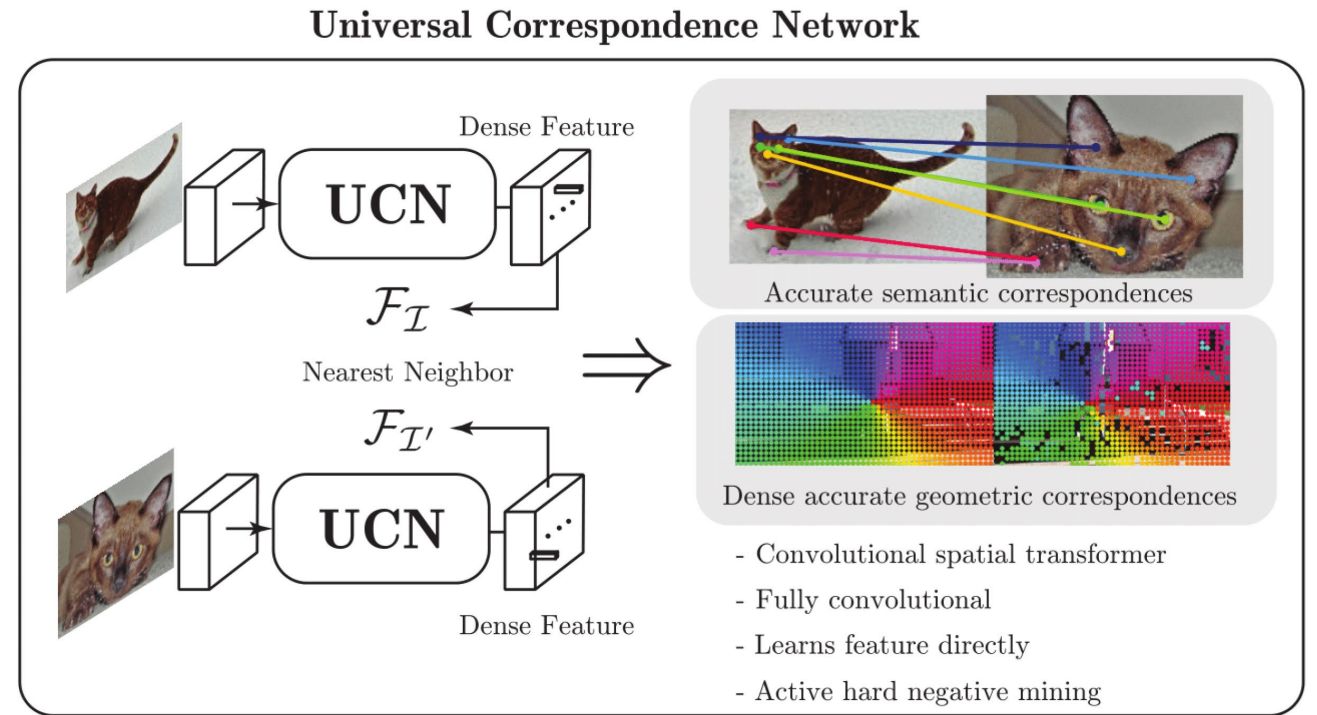 Universal Correspondence Network
Dense Feature
UCN
𝓕_𝓘
Nearest Neighbor
𝓕_𝓘′
UCN
Dense Feature
Accurate semantic correspondences
Dense accurate geometric correspondences
- Convolutional spatial transformer
- Fully convolutional
- Learns feature directly
- Active hard negative mining